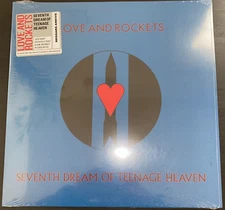 LOVE AND ROCKETS
SEVENTH DREAM OF TEENAGE HEAVEN
LOVE AND
ROCKETS
SEVENTH
DREAM OF
TEENAGE
HEAVEN